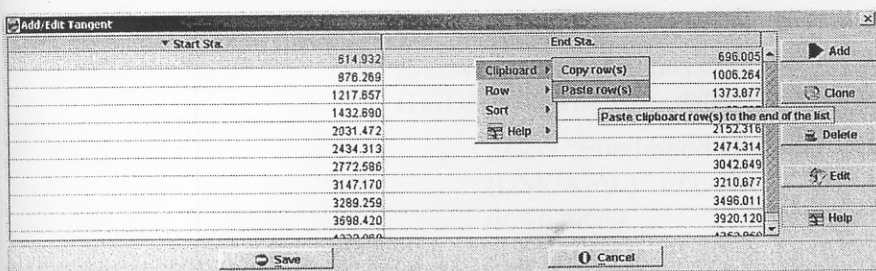 Add/Edit Tangent
▼ Start Sta. End Sta.
614.932 696.005
876.269 1006.264
1217.657 1373.877
1432.690
2031.472 2152.316
2434.313 2474.314
2772.586 3042.649
3147.170 3210.677
3289.259 3496.011
3698.420 3920.120
Clipboard
Row
Sort
Help
Copy row(s)
Paste row(s)
Paste clipboard row(s) to the end of the list
Add
Clone
Delete
Edit
Help
Save Cancel